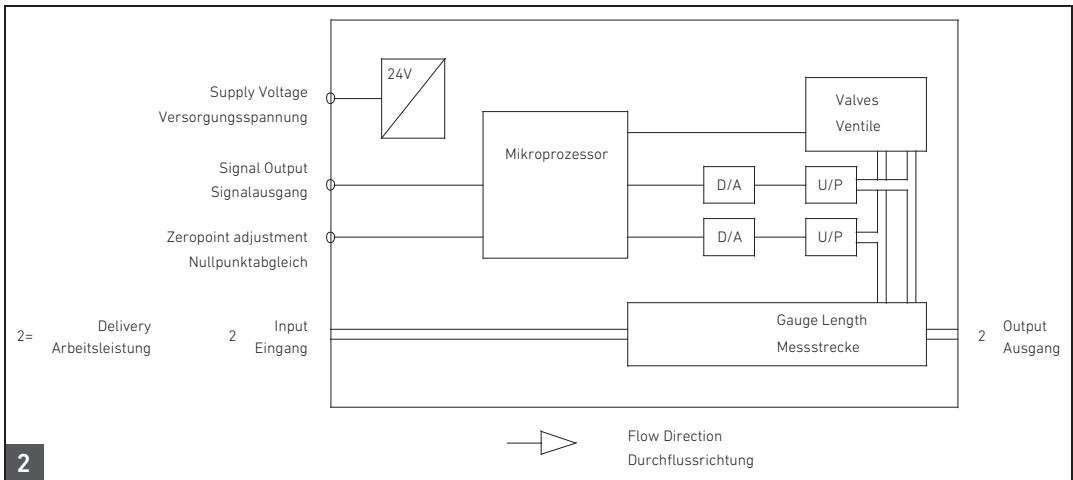 24V
Supply Voltage
Versorgungsspannung
Valves
Ventile
Mikroprozessor
Signal Output
Signalausgang
D/A
U/P
Zeropoint adjustment
Nullpunktabgleich
D/A
U/P
2=
Delivery
Arbeitsleistung
2
Input
Eingang
Gauge Length
Messstrecke
2
Output
Ausgang
Flow Direction
Durchflussrichtung
2